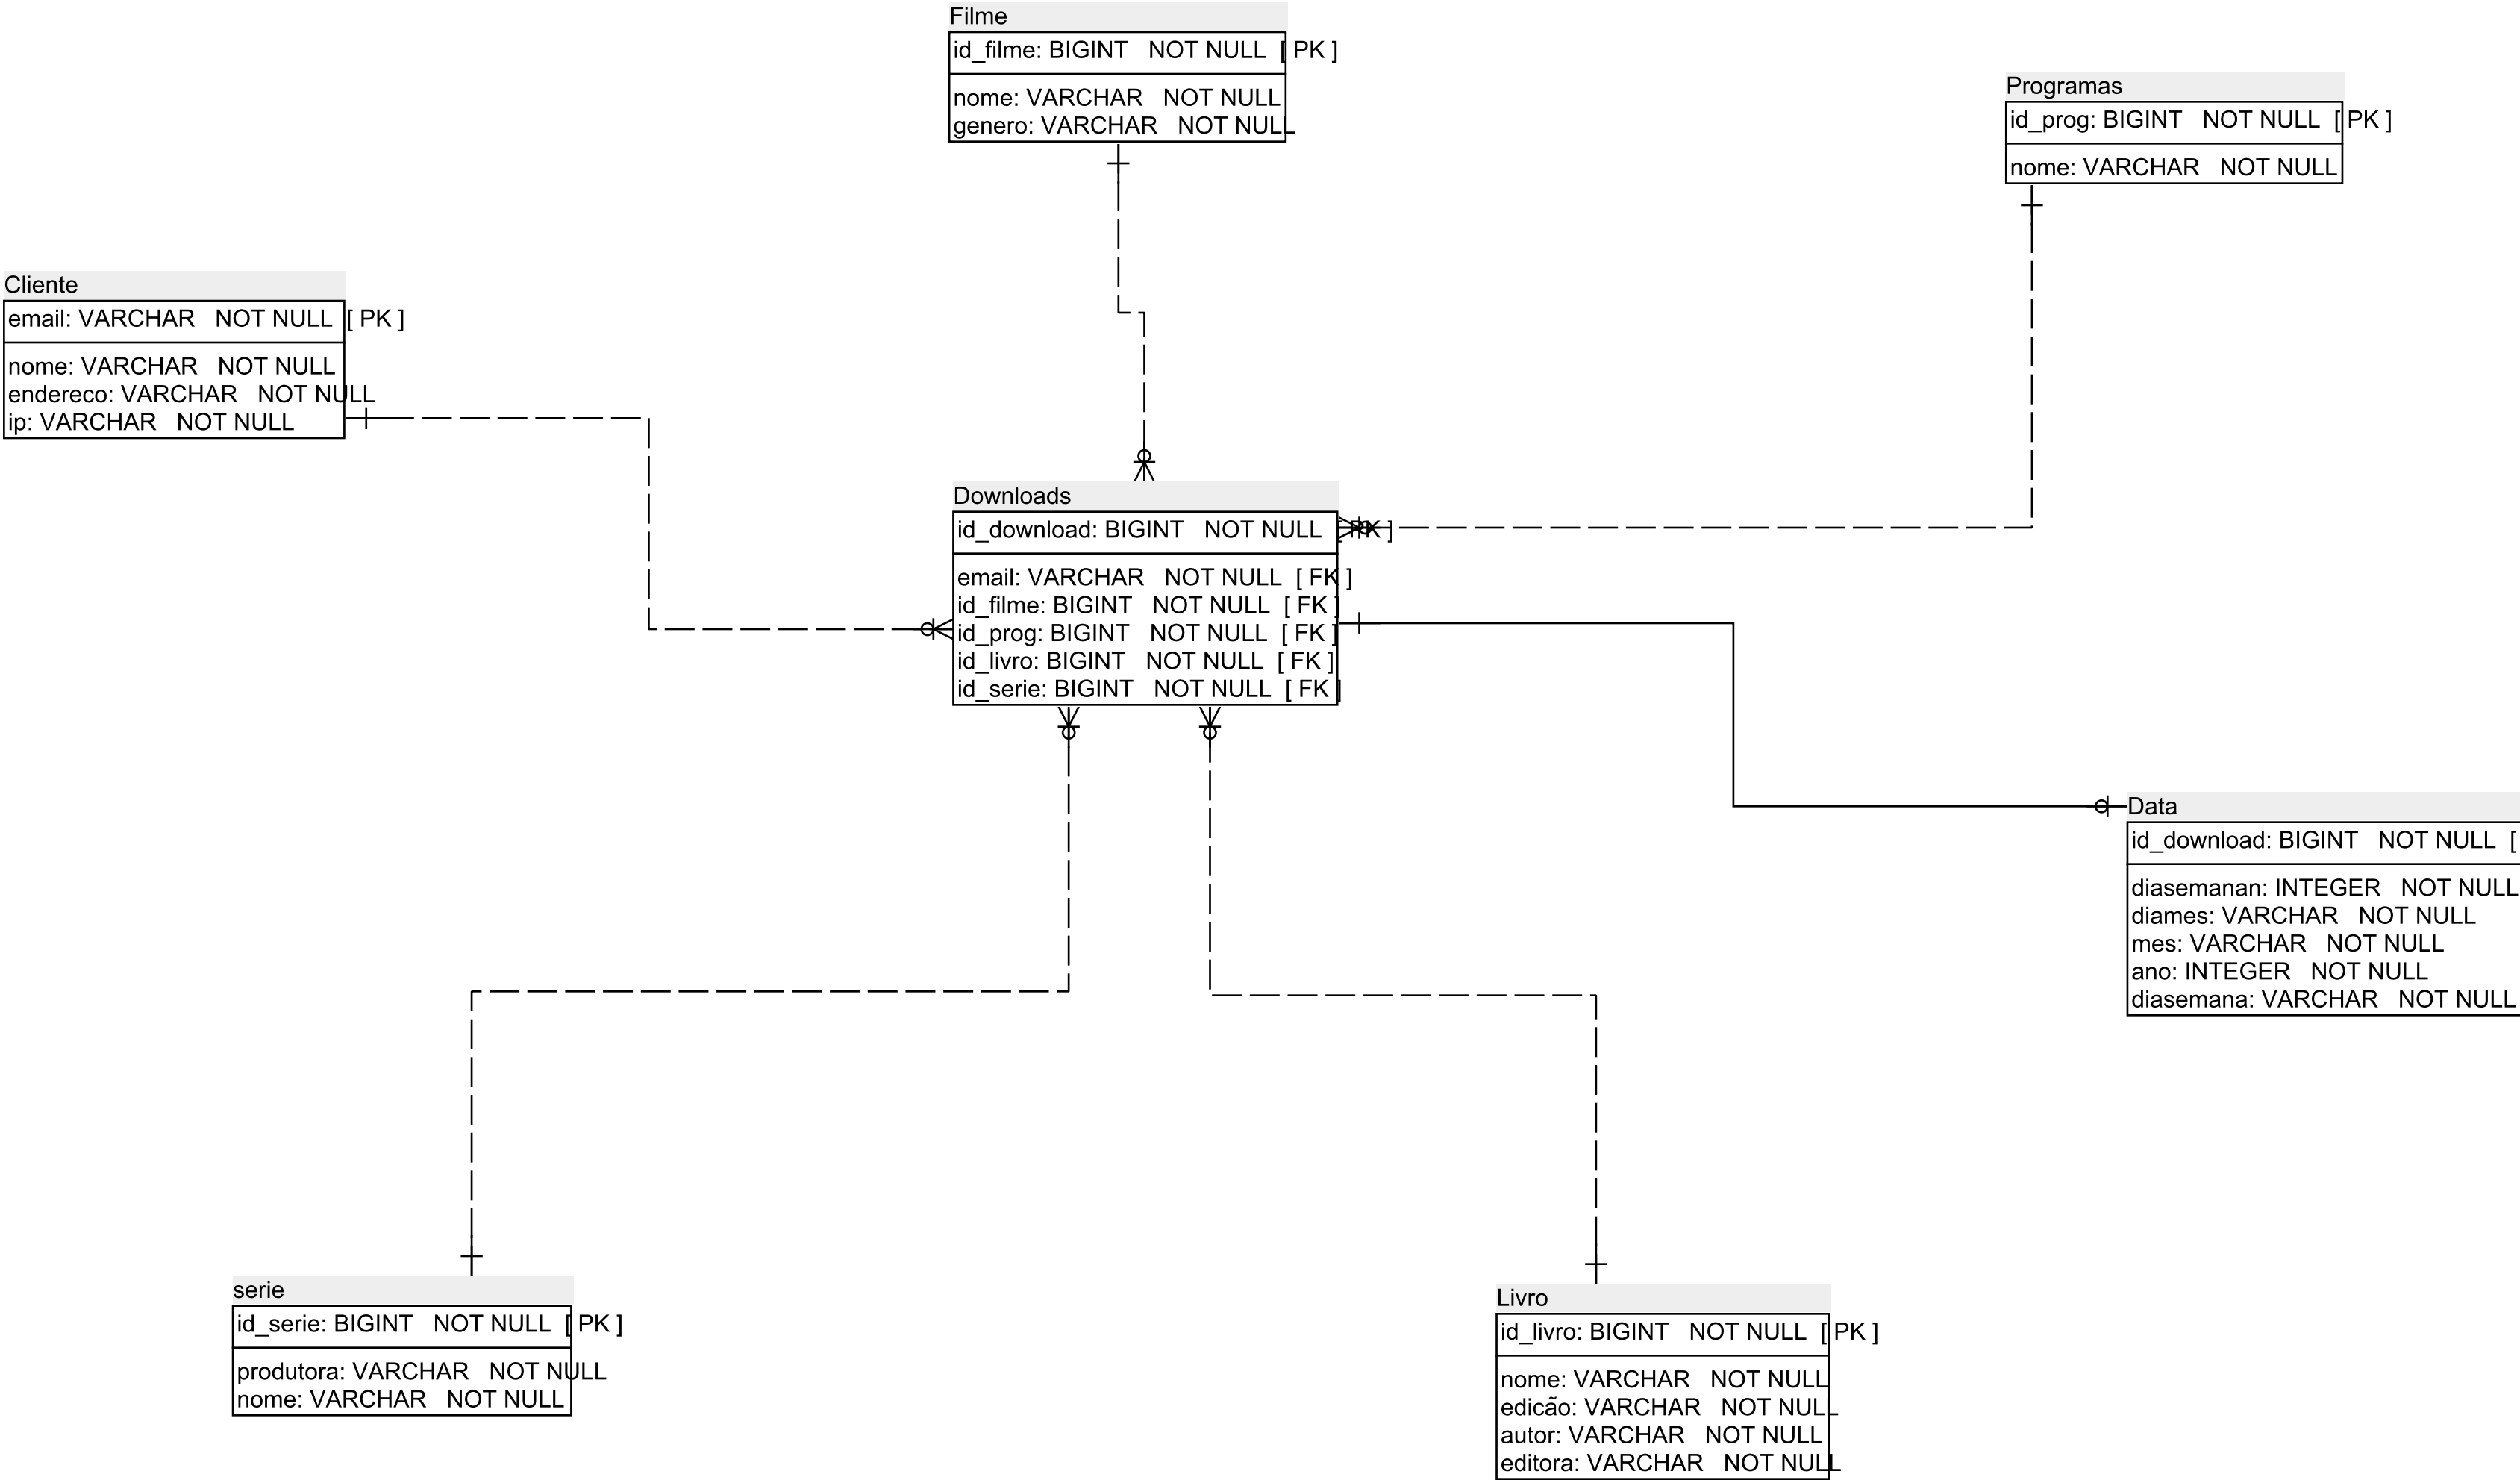 Filme
id_filme: BIGINT NOT NULL [ PK ]
nome: VARCHAR NOT NULL
genero: VARCHAR NOT NULL
Programas
id_prog: BIGINT NOT NULL [ PK ]
nome: VARCHAR NOT NULL
Cliente
email: VARCHAR NOT NULL [ PK ]
nome: VARCHAR NOT NULL
endereco: VARCHAR NOT NULL
ip: VARCHAR NOT NULL
Downloads
id_download: BIGINT NOT NULL [ PK ]
email: VARCHAR NOT NULL [ FK ]
id_filme: BIGINT NOT NULL [ FK ]
id_prog: BIGINT NOT NULL [ FK ]
id_livro: BIGINT NOT NULL [ FK ]
id_serie: BIGINT NOT NULL [ FK ]
Data
id_download: BIGINT NOT NULL [
diasemanan: INTEGER NOT NULL
diames: VARCHAR NOT NULL
mes: VARCHAR NOT NULL
ano: INTEGER NOT NULL
diasemana: VARCHAR NOT NULL
serie
id_serie: BIGINT NOT NULL [ PK ]
produtora: VARCHAR NOT NULL
nome: VARCHAR NOT NULL
Livro
id_livro: BIGINT NOT NULL [ PK ]
nome: VARCHAR NOT NULL
edicão: VARCHAR NOT NULL
autor: VARCHAR NOT NULL
editora: VARCHAR NOT NULL